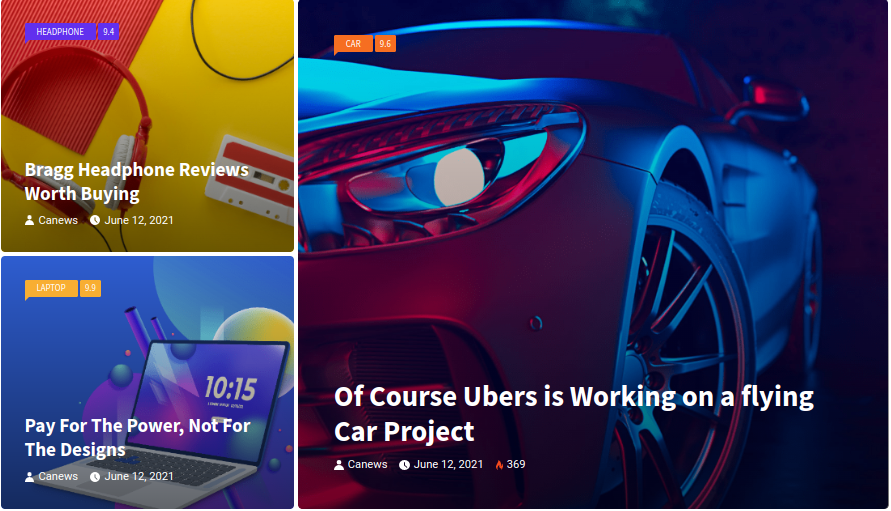 HEADPHONE 9.4
Bragg Headphone Reviews
Worth Buying
Canews June 12, 2021
LAPTOP 9.9
10:15
Pay For The Power, Not For
The Designs
Canews June 12, 2021
CAR 9.6
Of Course Ubers is Working on a flying
Car Project
Canews June 12, 2021 369